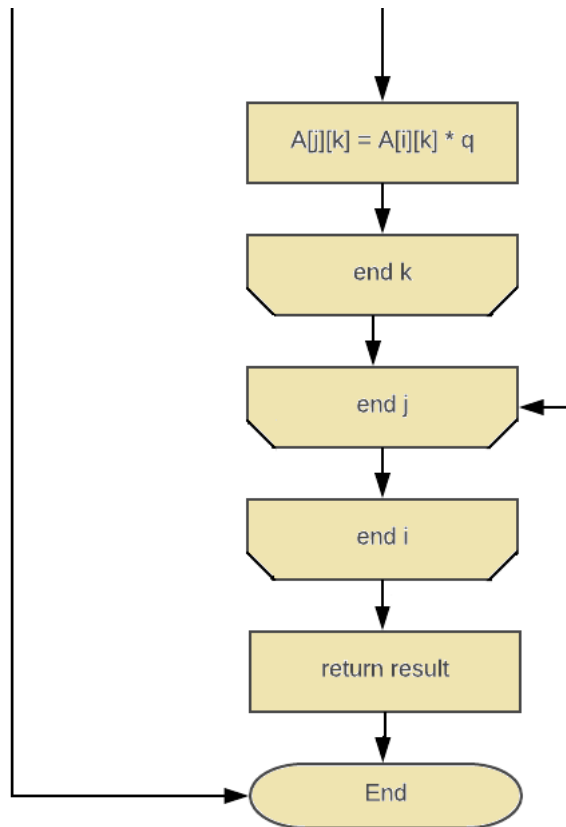 A[j][k] = A[i][k] * q
end k
end j
end i
return result
End